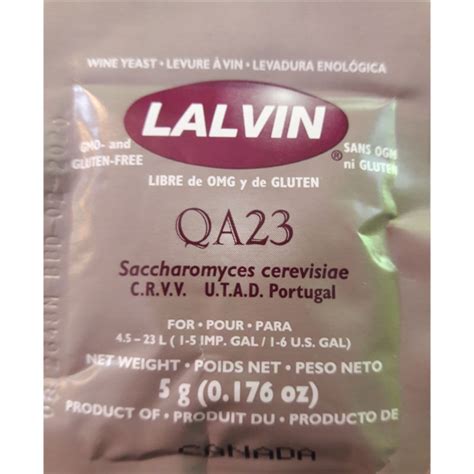 WINE YEAST • LEVURE À VIN • LEVADURA ENOLÓGICA
LALVIN®
GMO- and
GLUTEN-FREE
SANS OGM
ni GLUTEN
LIBRE de OMG y de GLUTEN
QA23
Saccharomyces cerevisiae
C.R.V.V. U.T.A.D. Portugal
FOR • POUR • PARA
4.5 – 23 L ( 1-5 IMP. GAL / 1-6 U.S. GAL)
NET WEIGHT • POIDS NET • PESO NETO
5 g (0.176 oz)
PRODUCT OF • PRODUIT DU • PRODUCTO DE
CANADA